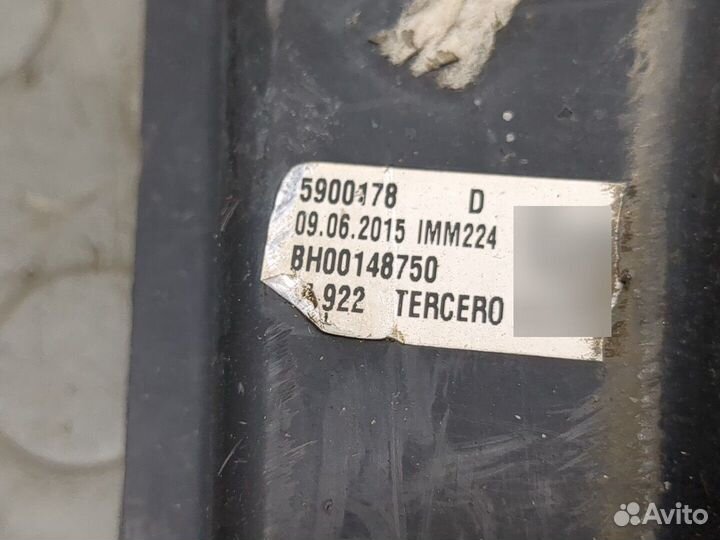 5900178 D
09.06.2015 IMM224
BH00148750
922 TERCERO
Avito